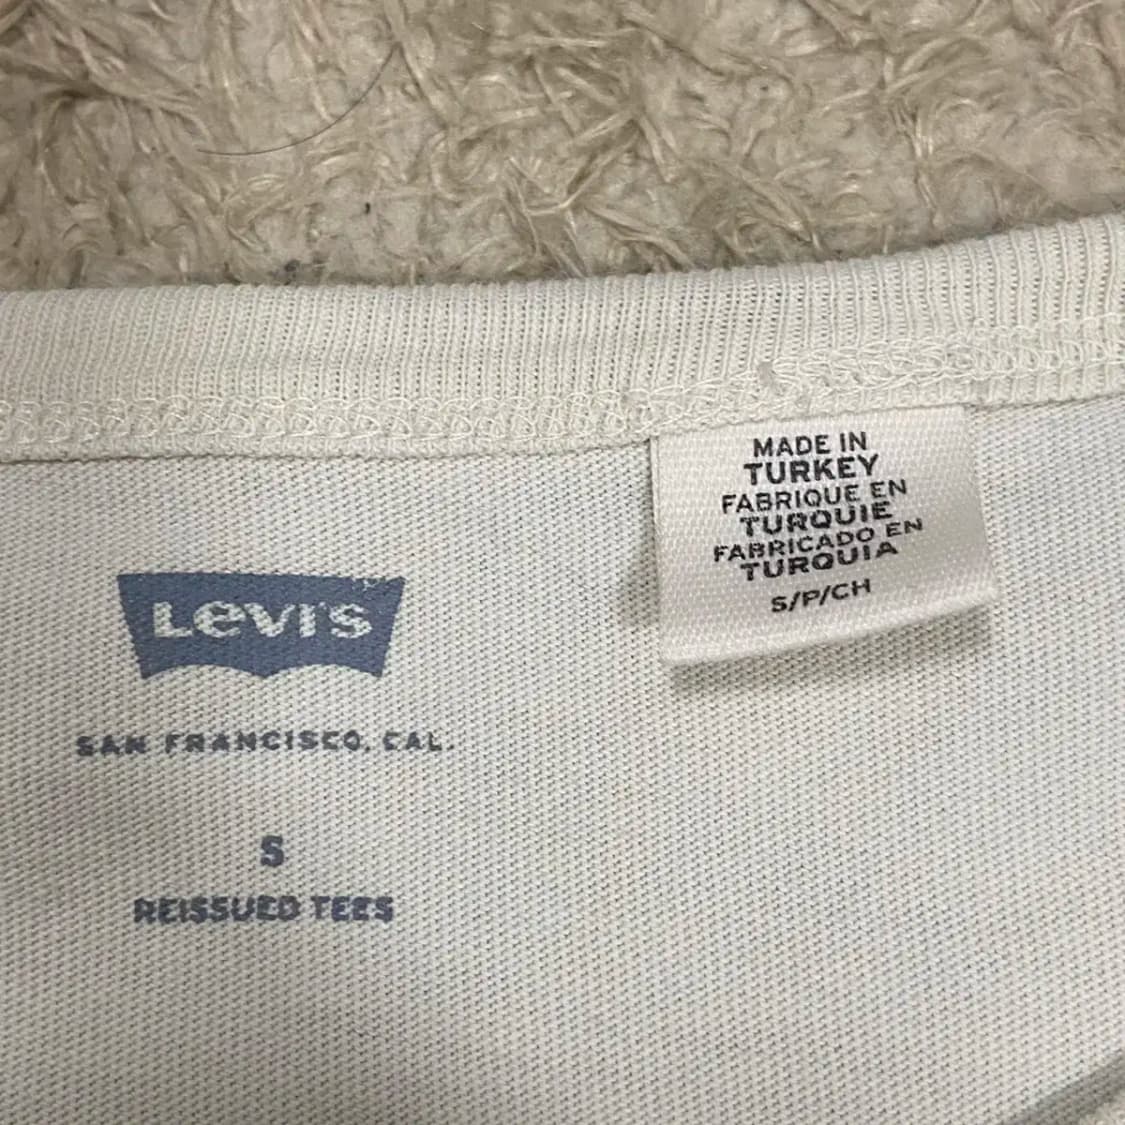 MADE IN
TURKEY
FABRIQUE EN
TURQUIE
FABRICADO EN
TURQUIA
S/P/CH
Levi's
SAN FRANCISCO, CAL.
S
REISSUED TEES